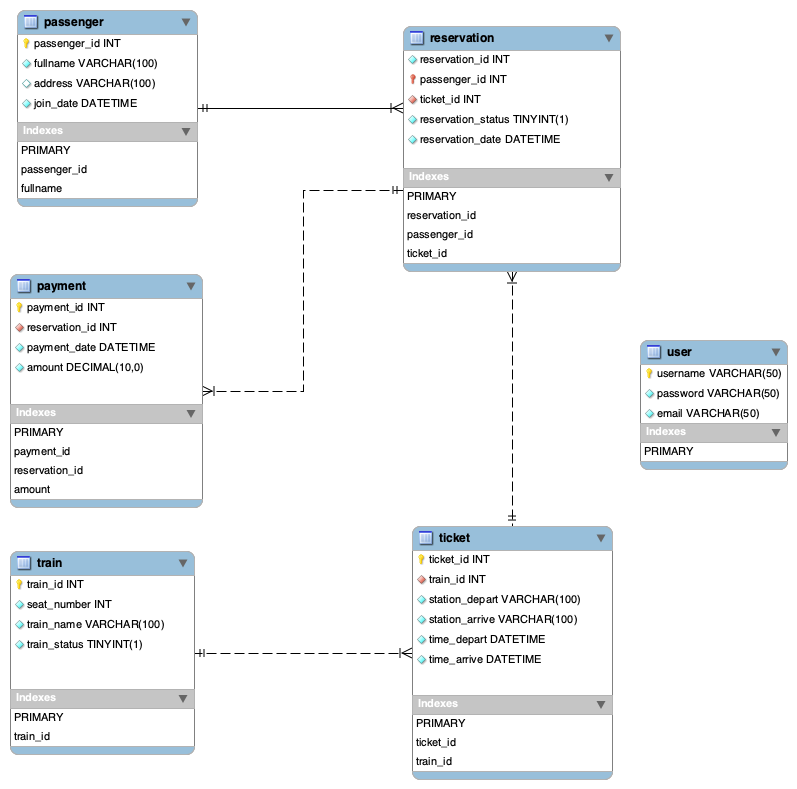 passenger
passenger_id INT
fullname VARCHAR(100)
address VARCHAR(100)
join_date DATETIME
Indexes
PRIMARY
passenger_id
fullname
reservation
reservation_id INT
passenger_id INT
ticket_id INT
reservation_status TINYINT(1)
reservation_date DATETIME
Indexes
PRIMARY
reservation_id
passenger_id
ticket_id
payment
payment_id INT
reservation_id INT
payment_date DATETIME
amount DECIMAL(10,0)
Indexes
PRIMARY
payment_id
reservation_id
amount
user
username VARCHAR(50)
password VARCHAR(50)
email VARCHAR(50)
Indexes
PRIMARY
train
train_id INT
seat_number INT
train_name VARCHAR(100)
train_status TINYINT(1)
Indexes
PRIMARY
train_id
ticket
ticket_id INT
train_id INT
station_depart VARCHAR(100)
station_arrive VARCHAR(100)
time_depart DATETIME
time_arrive DATETIME
Indexes
PRIMARY
ticket_id
train_id